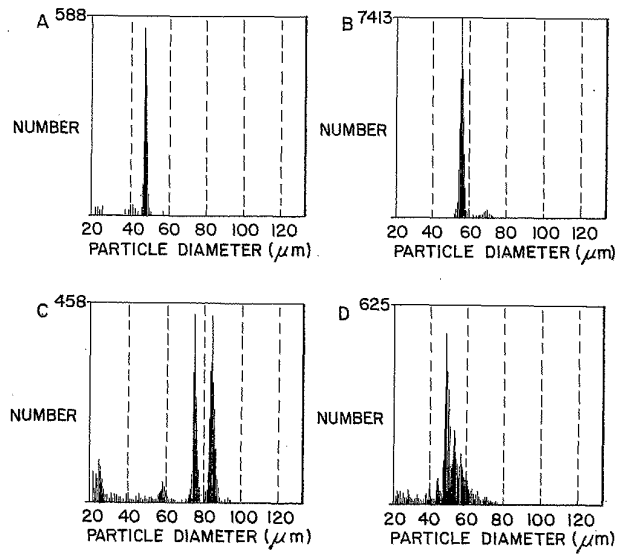 A 588
NUMBER
20 40 60 80 100 120
PARTICLE DIAMETER (μm)
B 7413
NUMBER
20 40 60 80 100 120
PARTICLE DIAMETER (μm)
C 458
NUMBER
20 40 60 80 100 120
PARTICLE DIAMETER (μm)
D 625
NUMBER
20 40 60 80 100 120
PARTICLE DIAMETER (μm)